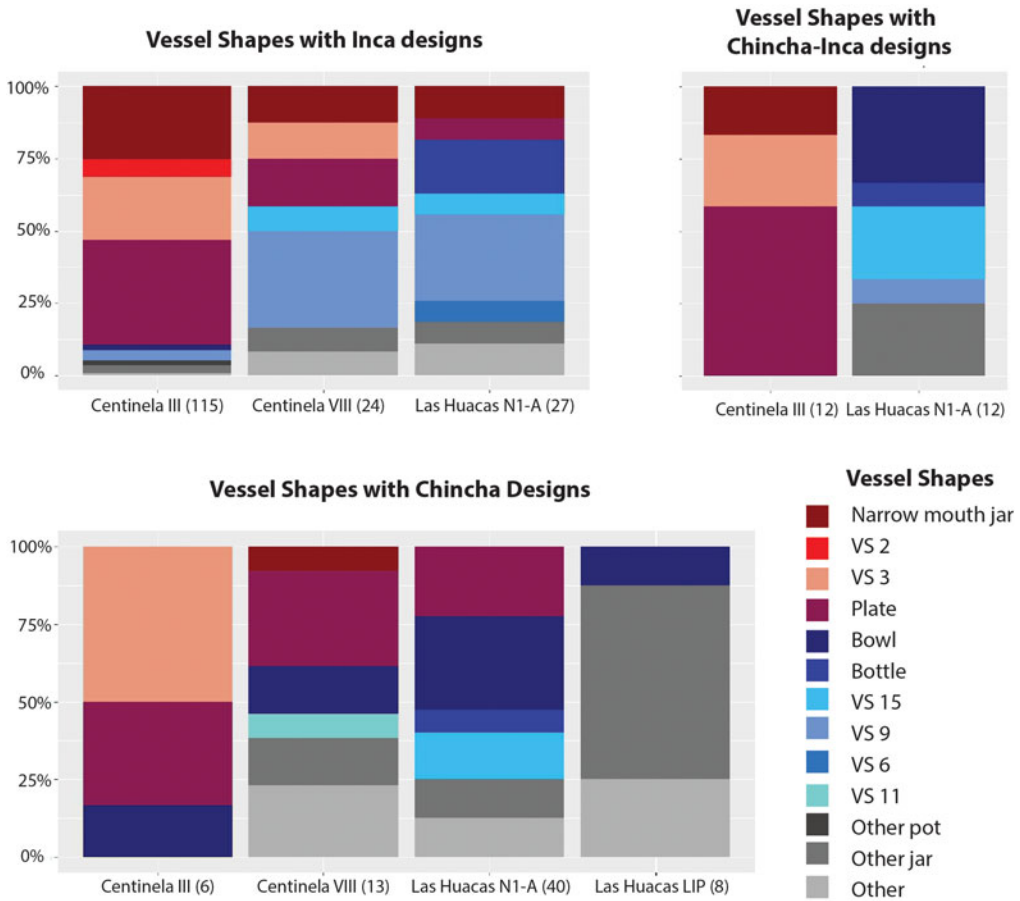 Vessel Shapes with Inca designs
100%
75%
50%
25%
0%
Centinela III (115) Centinela VIII (24) Las Huacas N1-A (27)
Vessel Shapes with
Chincha-Inca designs
Centinela III (12) Las Huacas N1-A (12)
Vessel Shapes with Chincha Designs
100%
75%
50%
25%
0%
Centinela III (6) Centinela VIII (13) Las Huacas N1-A (40) Las Huacas LIP (8)
Vessel Shapes
Narrow mouth jar
VS 2
VS 3
Plate
Bowl
Bottle
VS 15
VS 9
VS 6
VS 11
Other pot
Other jar
Other